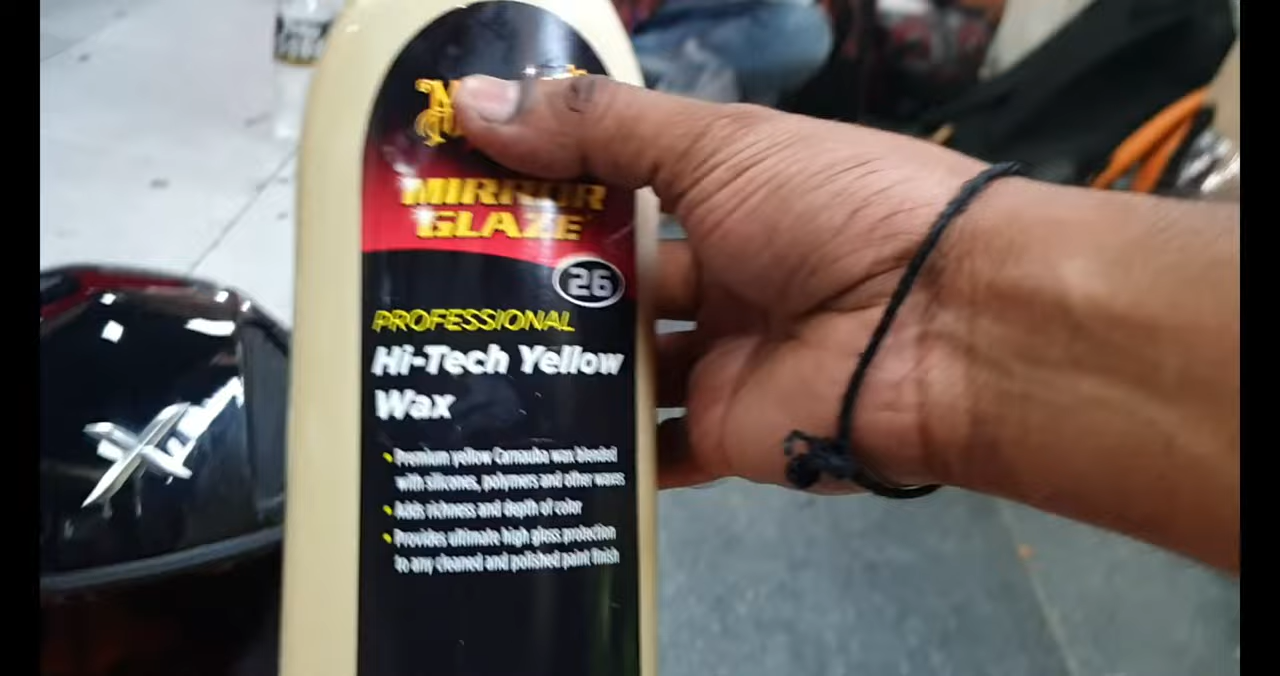 MIRROR
GLAZE
26
PROFESSIONAL
Hi-Tech Yellow
Wax
• Premium yellow Carnauba wax blended
with silicones, polymers and other waxes
• Adds richness and depth of color
• Provides ultimate high gloss protection
to any cleaned and polished paint finish